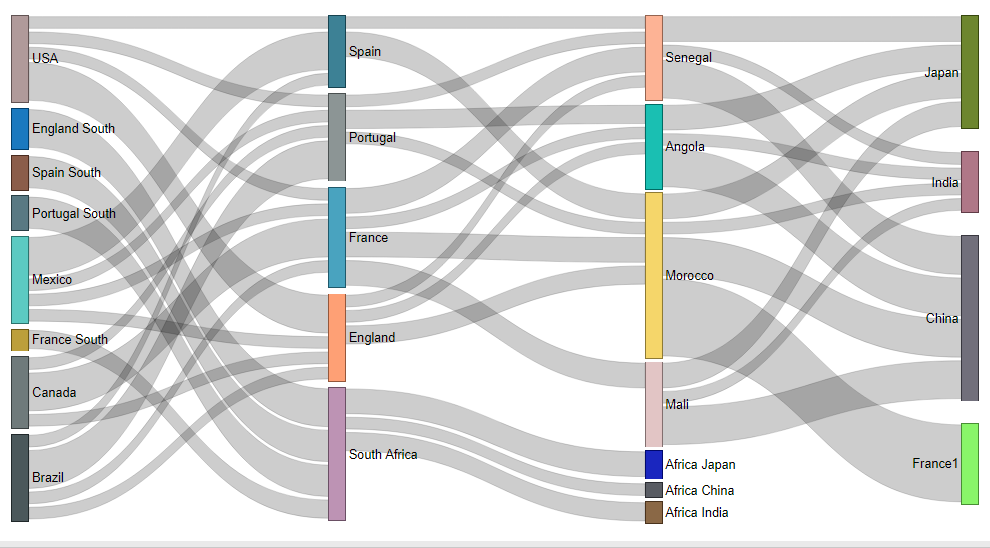 USA
England South
Spain South
Portugal South
Mexico
France South
Canada
Brazil
Spain
Portugal
France
England
South Africa
Senegal
Angola
Morocco
Mali
Africa Japan
Africa China
Africa India
Japan
India
China
France1